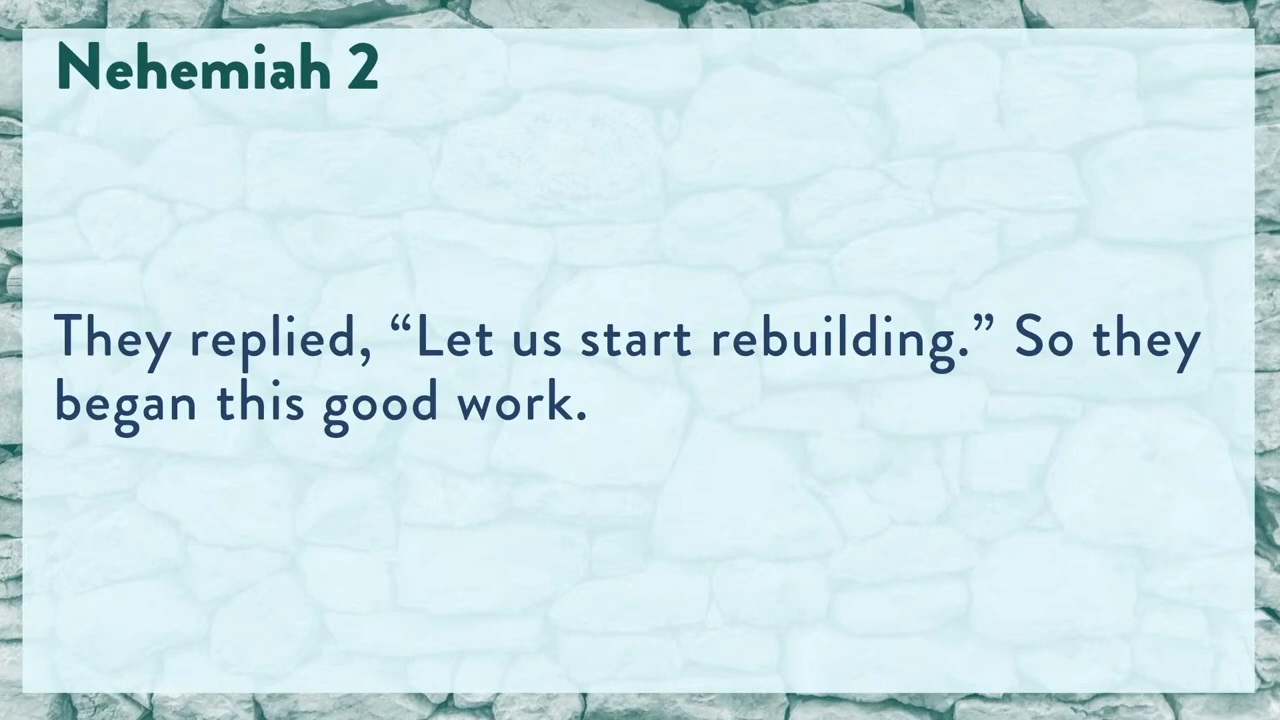 Nehemiah 2
They replied, “Let us start rebuilding.” So they
began this good work.